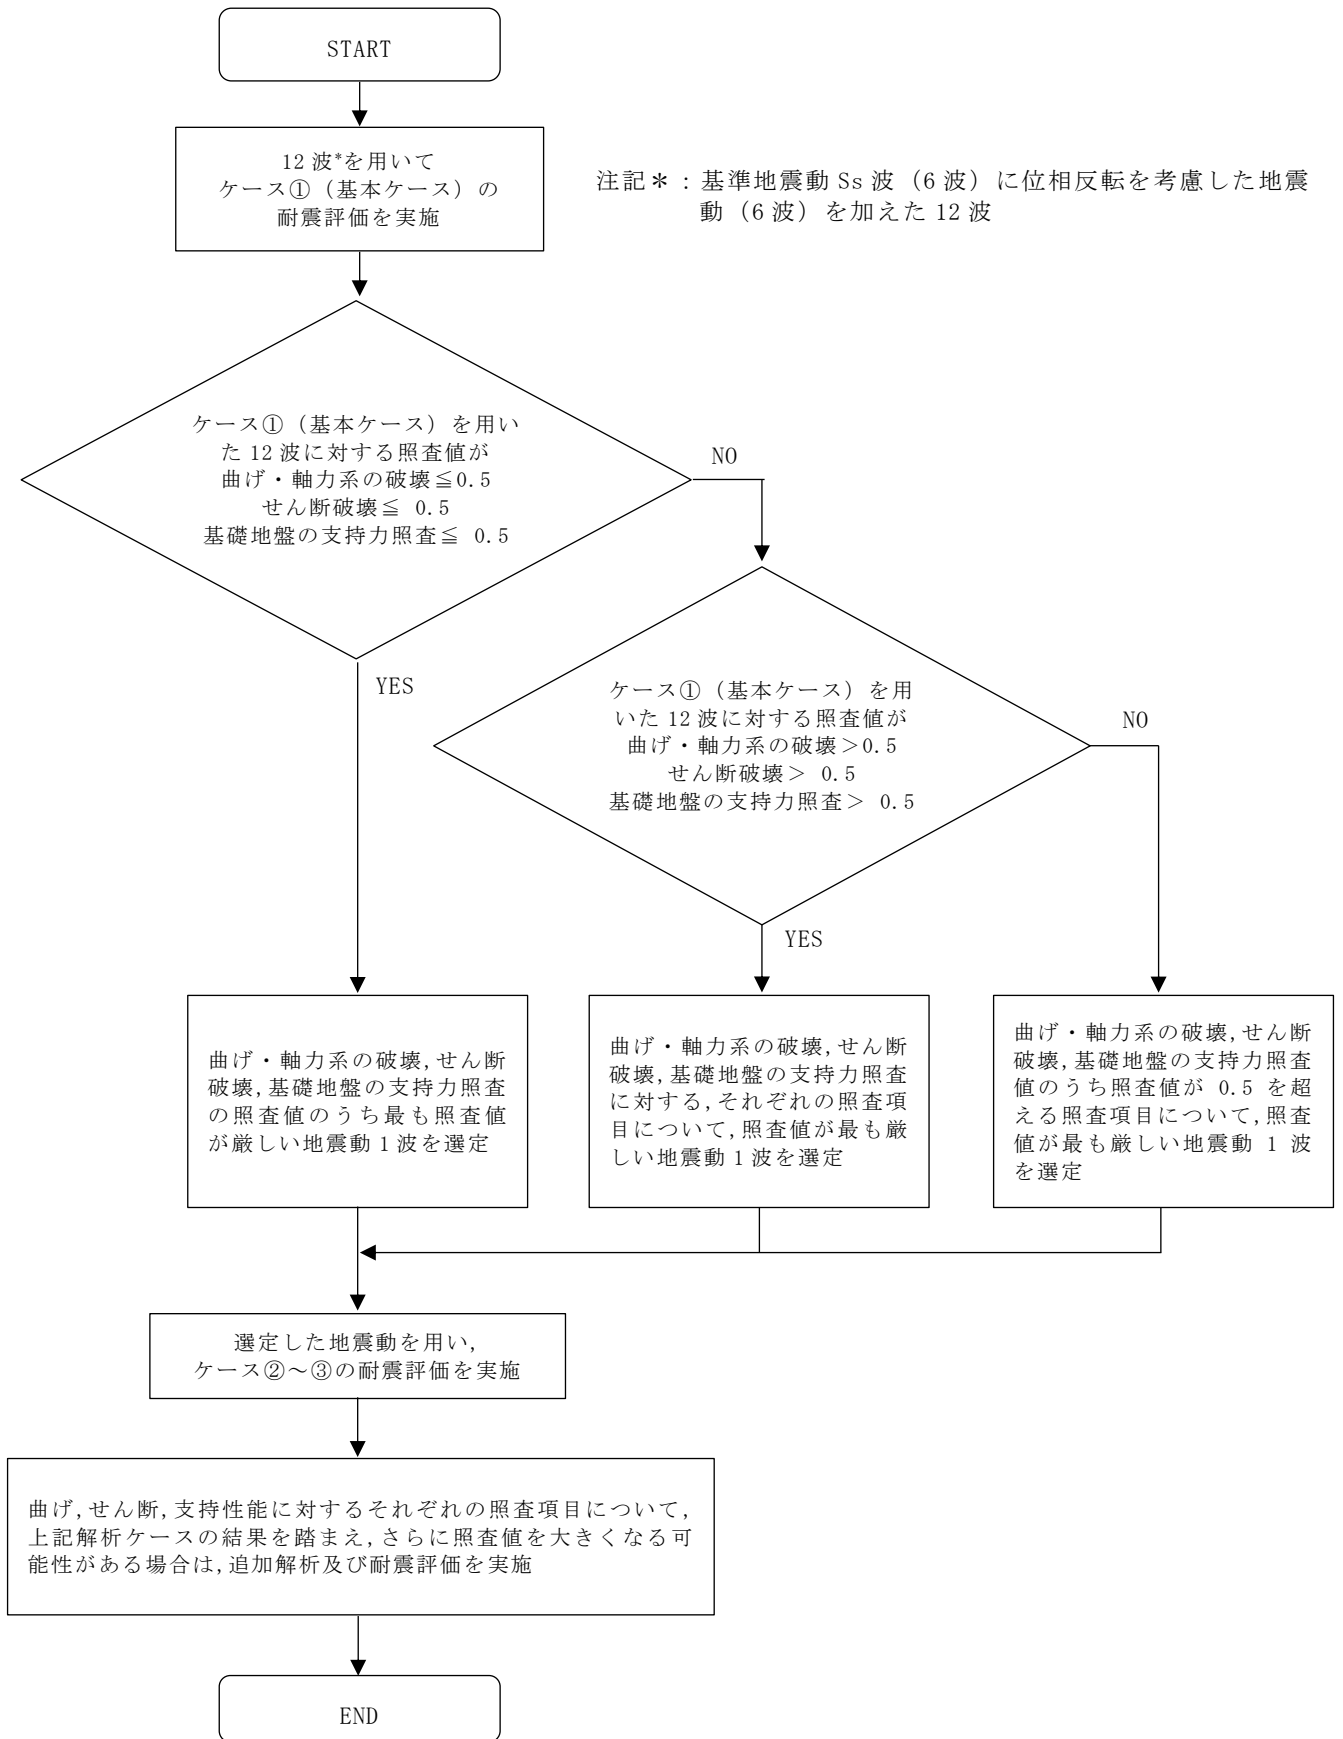 START
12 波*を用いて
ケース①（基本ケース）の
耐震評価を実施
注記＊：基準地震動 Ss 波（6 波）に位相反転を考慮した地震
動（6 波）を加えた 12 波
ケース①（基本ケース）を用い
た 12 波に対する照査値が
曲げ・軸力系の破壊≦0.5
せん断破壊≦ 0.5
基礎地盤の支持力照査≦ 0.5
NO
YES
ケース①（基本ケース）を用
いた 12 波に対する照査値が
曲げ・軸力系の破壊＞0.5
せん断破壊＞ 0.5
基礎地盤の支持力照査＞ 0.5
NO
YES
曲げ・軸力系の破壊,せん断
破壊,基礎地盤の支持力照査
の照査値のうち最も照査値
が厳しい地震動 1 波を選定
曲げ・軸力系の破壊,せん断
破壊,基礎地盤の支持力照査
に対する,それぞれの照査項
目について,照査値が最も厳
しい地震動 1 波を選定
曲げ・軸力系の破壊,せん断
破壊,基礎地盤の支持力照査
値のうち照査値が 0.5 を超
える照査項目について,照査
値が最も厳しい地震動 1 波
を選定
選定した地震動を用い,
ケース②～③の耐震評価を実施
曲げ,せん断,支持性能に対するそれぞれの照査項目について,
上記解析ケースの結果を踏まえ,さらに照査値を大きくなる可
能性がある場合は,追加解析及び耐震評価を実施
END